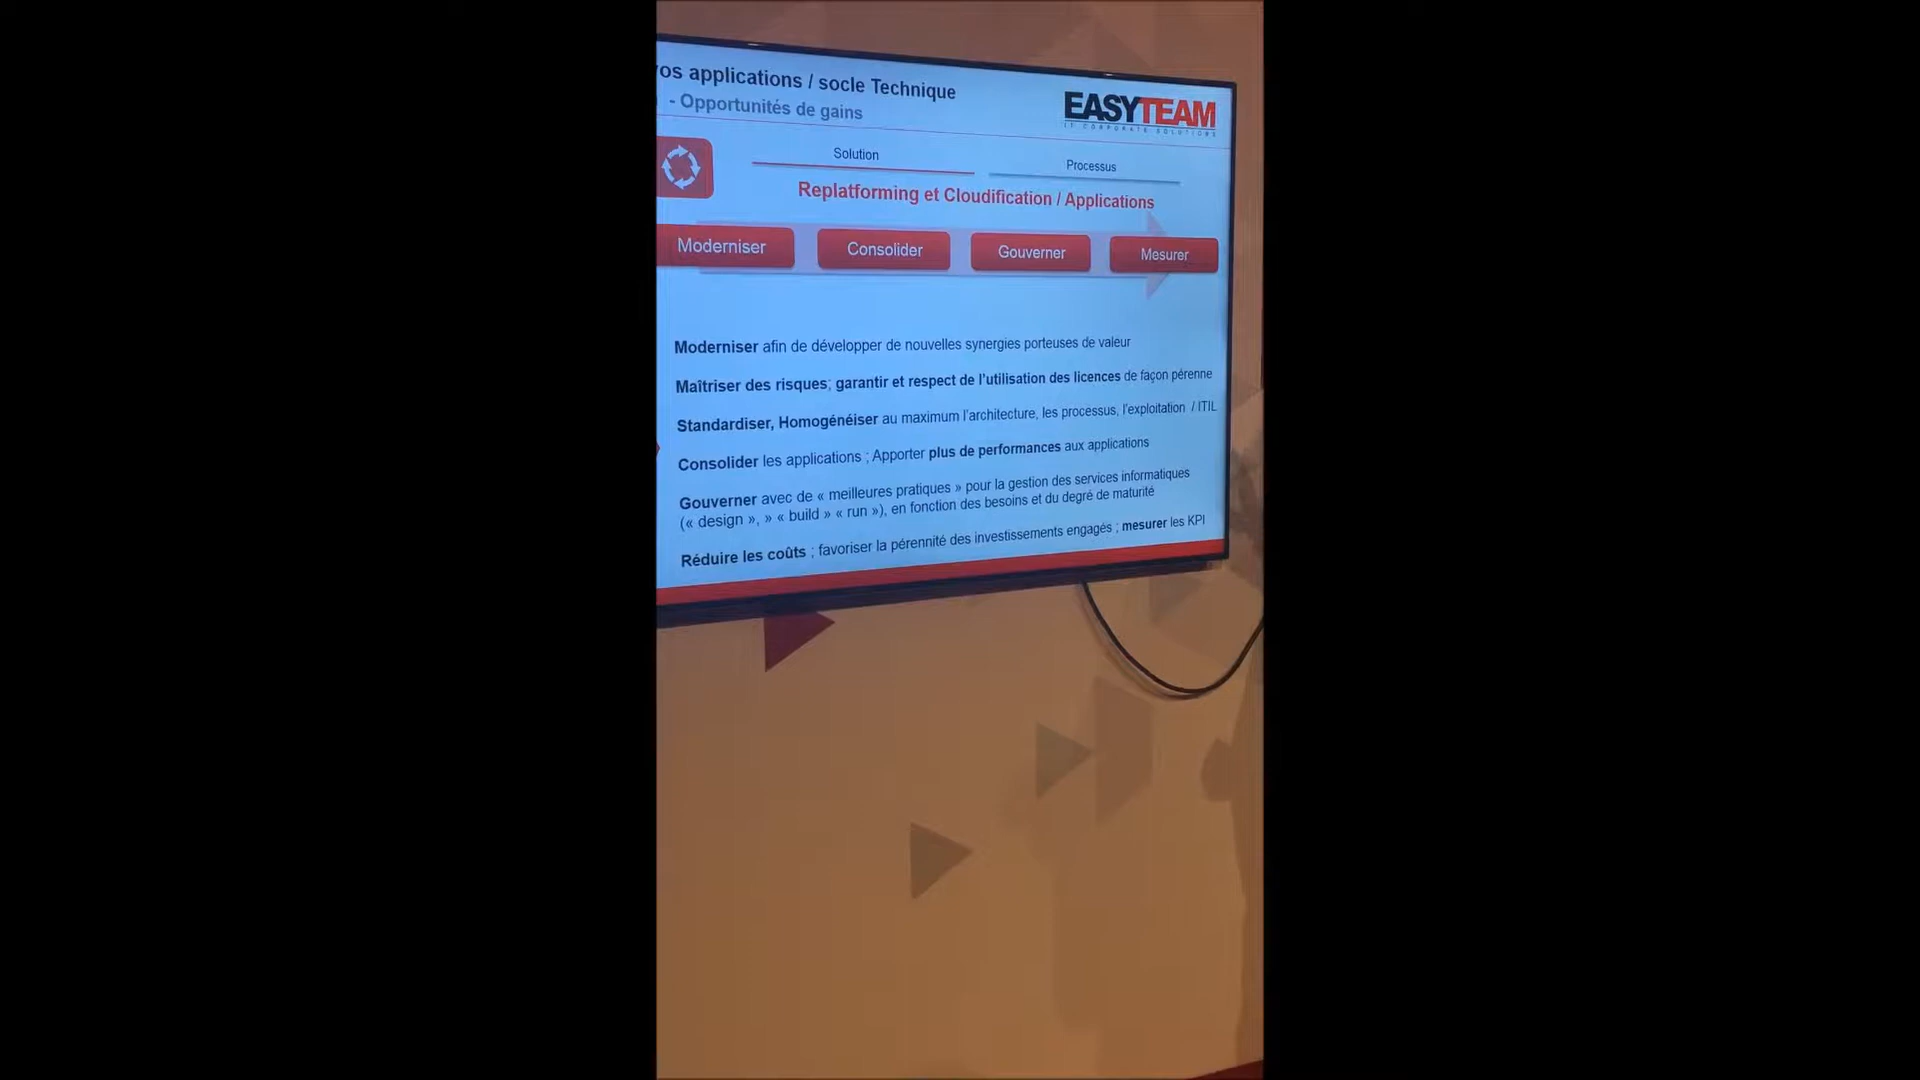 vos applications / socle Technique
- Opportunités de gains
EASYTEAM
IT CORPORATE SOLUTIONS
Solution
Processus
Replatforming et Cloudification / Applications
Moderniser
Consolider
Gouverner
Mesurer
Moderniser afin de développer de nouvelles synergies porteuses de valeur
Maîtriser des risques; garantir et respect de l'utilisation des licences de façon pérenne
Standardiser, Homogénéiser au maximum l'architecture, les processus, l'exploitation / ITIL
Consolider les applications ; Apporter plus de performances aux applications
Gouverner avec de « meilleures pratiques » pour la gestion des services informatiques
(« design », » « build » « run »), en fonction des besoins et du degré de maturité
Réduire les coûts ; favoriser la pérennité des investissements engagés ; mesurer les KPI